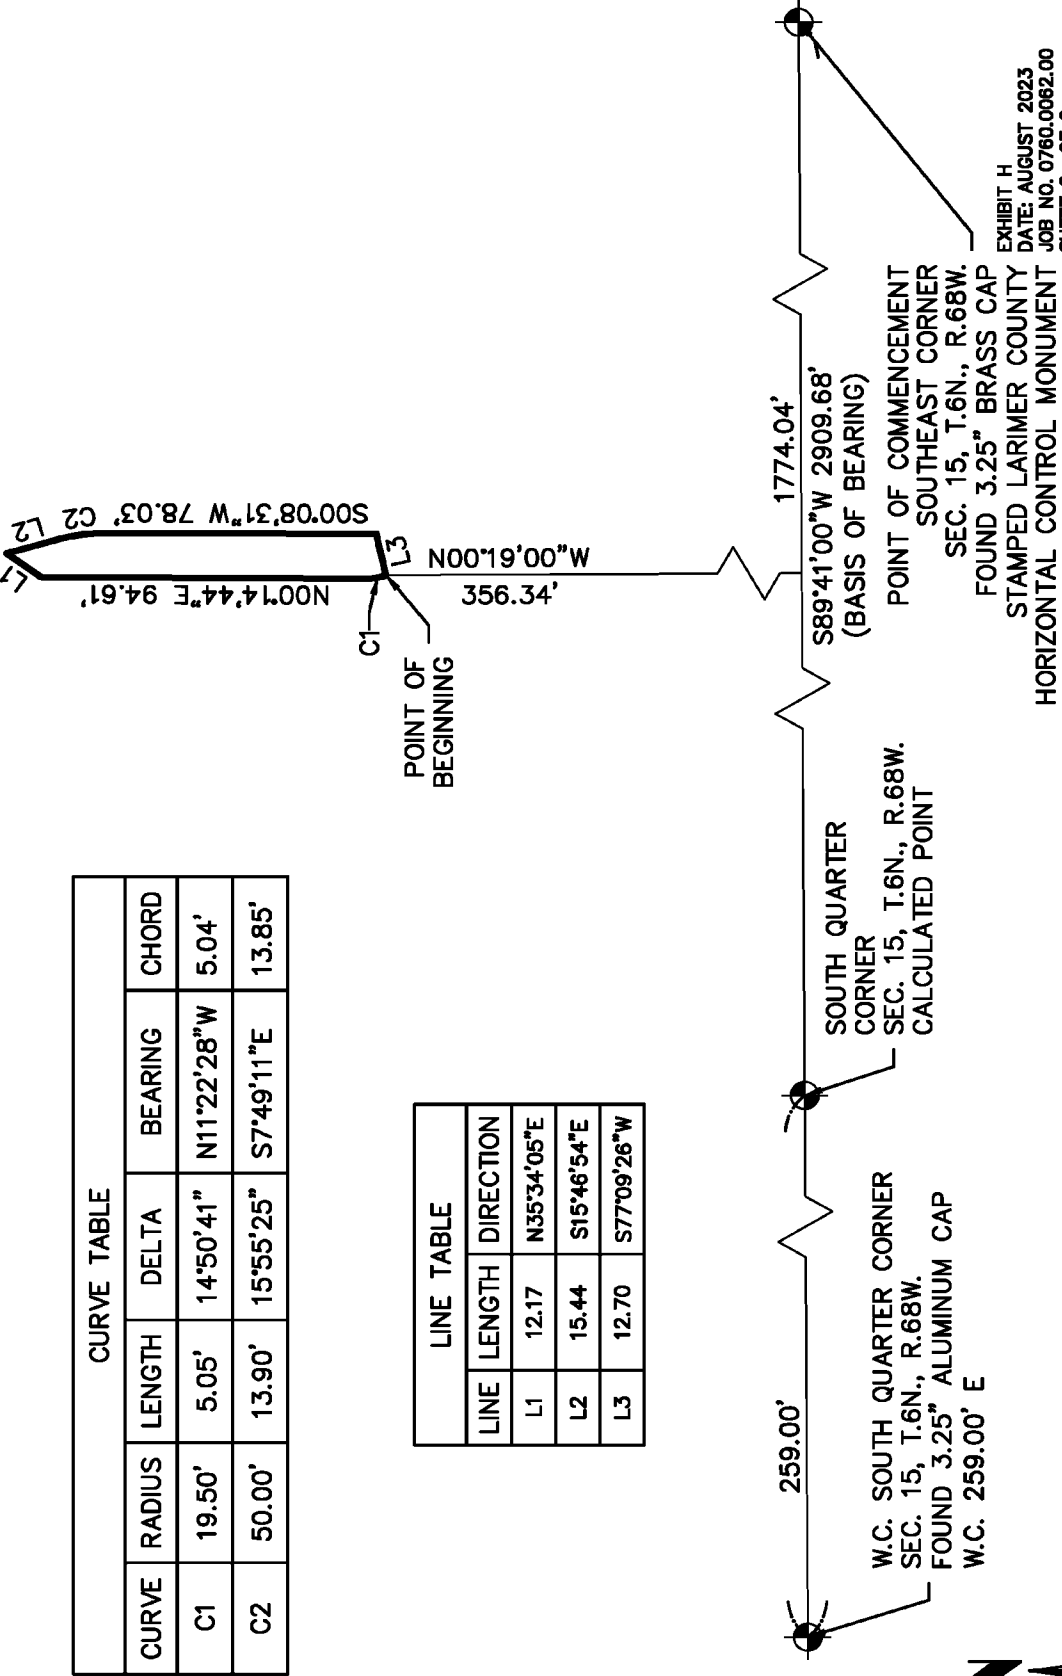 CURVE TABLE
CURVE RADIUS LENGTH DELTA BEARING CHORD
C1 19.50' 5.05' 14°50'41" N11°22'28"W 5.04'
C2 50.00' 13.90' 15°55'25" S7°49'11"E 13.85'
LINE TABLE
LINE LENGTH DIRECTION
L1 12.17 N35°34'05"E
L2 15.44 S15°46'54"E
L3 12.70 S77°09'26"W
L1
L2
C2
N00°14'44"E 94.61'
S00°08'31"W 78.03'
C1
L3
POINT OF
BEGINNING
N00°19'00"W
356.34'
1774.04'
S89°41'00"W 2909.68'
(BASIS OF BEARING)
259.00'
W.C. SOUTH QUARTER CORNER
SEC. 15, T.6N., R.68W.
FOUND 3.25" ALUMINUM CAP
W.C. 259.00' E
SOUTH QUARTER
CORNER
SEC. 15, T.6N., R.68W.
CALCULATED POINT
POINT OF COMMENCEMENT
SOUTHEAST CORNER
SEC. 15, T.6N., R.68W.
FOUND 3.25" BRASS CAP
STAMPED LARIMER COUNTY
HORIZONTAL CONTROL MONUMENT
EXHIBIT H
DATE: AUGUST 2023
JOB NO. 0760.0062.00